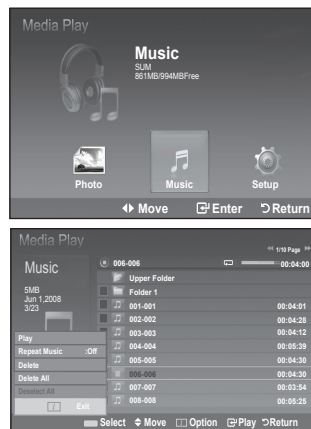 Media Play
Music
SUM
861MB/994MBFree
Photo
Music
Setup
Move Enter Return
Media Play
1/10 Page
Music
006-006 00:04:00
Upper Folder
5MB
Folder 1
Jun 1,2008
001-001 00:04:01
3/23
002-002 00:04:28
003-003 00:04:12
Play
004-004 00:05:39
Repeat Music :Off
005-005 00:04:30
Delete
006-006 00:04:30
Delete All
007-007 00:03:54
Deselect All
008-008 00:05:25
Exit
Select Move Option Play Return